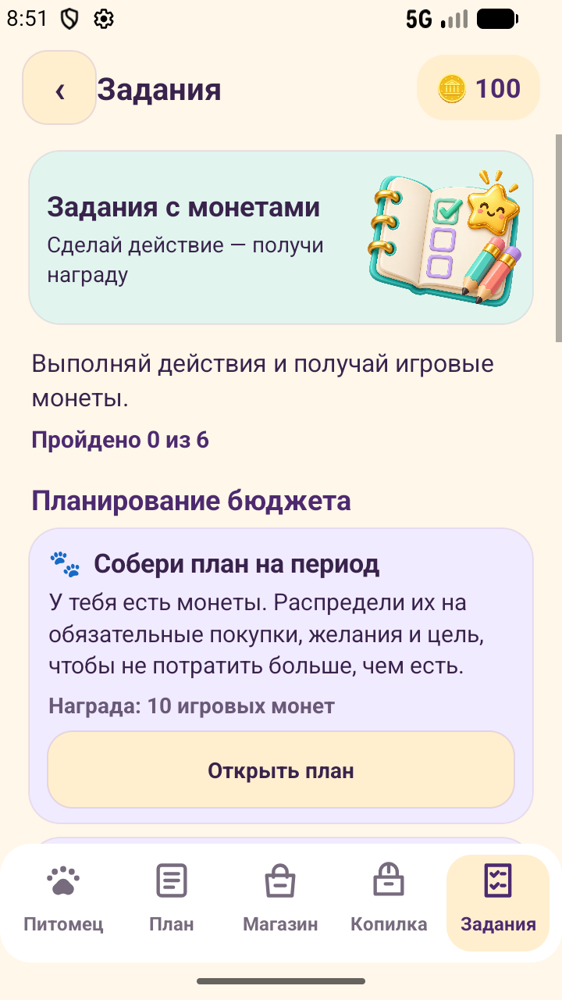 8:51
5G
‹
Задания
100
Задания с монетами
Сделай действие — получи
награду
Выполняй действия и получай игровые
монеты.
Пройдено 0 из 6
Планирование бюджета
Собери план на период
У тебя есть монеты. Распредели их на
обязательные покупки, желания и цель,
чтобы не потратить больше, чем есть.
Награда: 10 игровых монет
Открыть план
Питомец
План
Магазин
Копилка
Задания